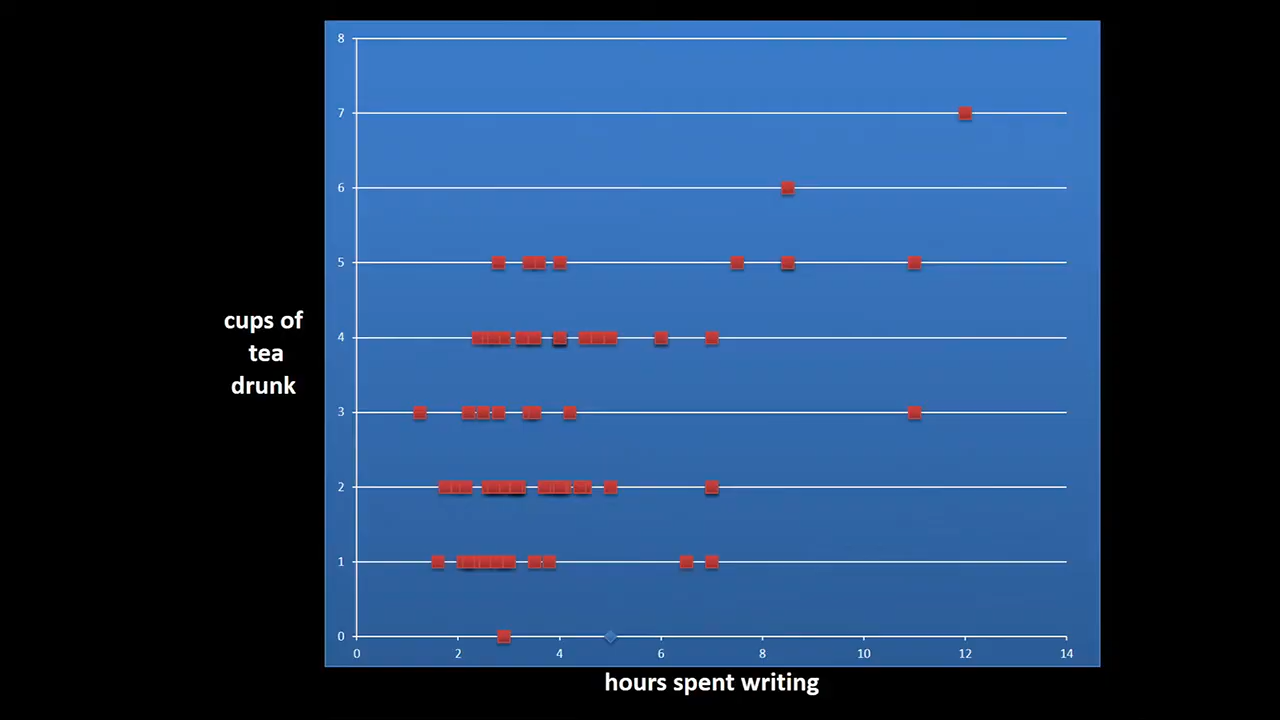 8
7
6
5
4
3
2
1
0
cups of
tea
drunk
0 2 4 6 8 10 12 14
hours spent writing